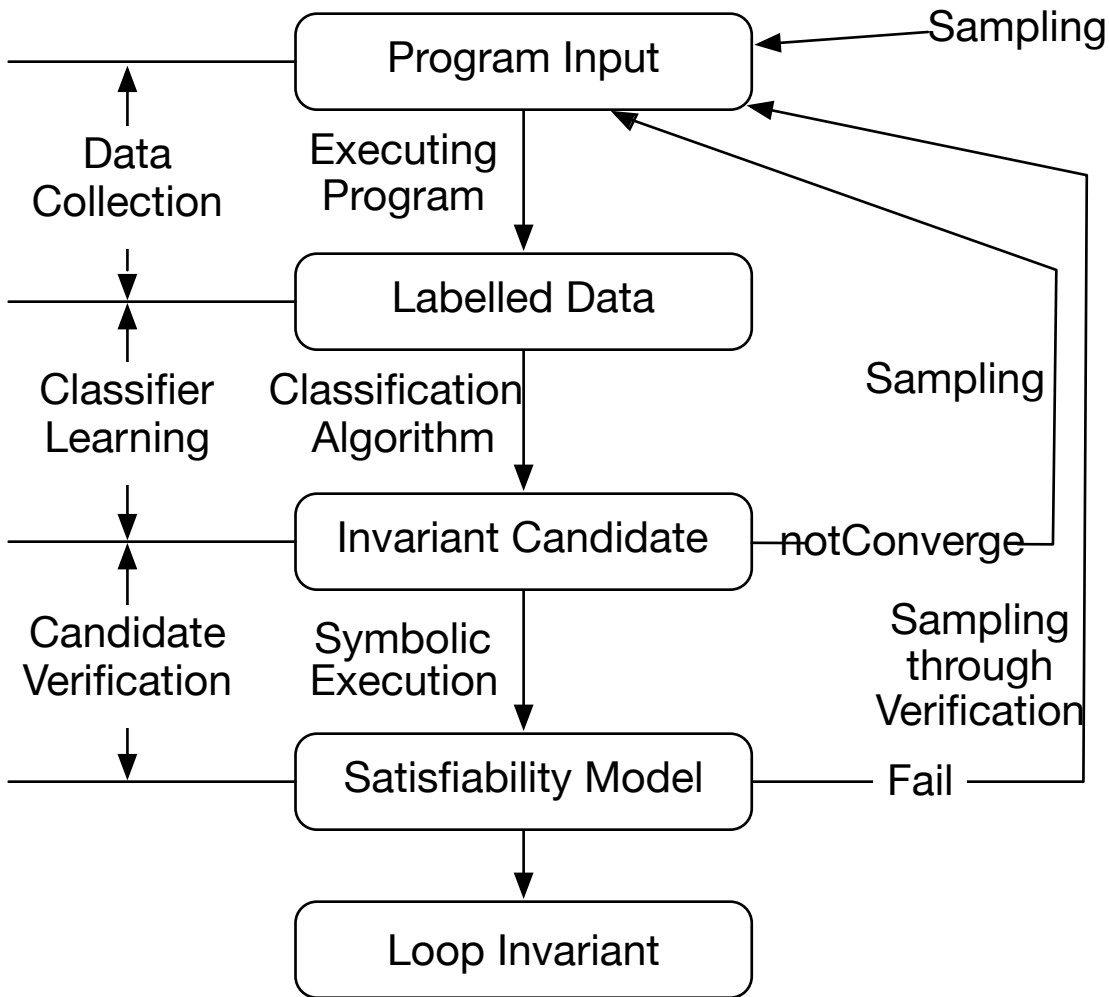 Program Input
Sampling
Data
Collection
Executing
Program
Labelled Data
Classifier
Learning
Classification
Algorithm
Sampling
Invariant Candidate
notConverge
Candidate
Verification
Symbolic
Execution
Sampling
through
Verification
Satisfiability Model
Fail
Loop Invariant